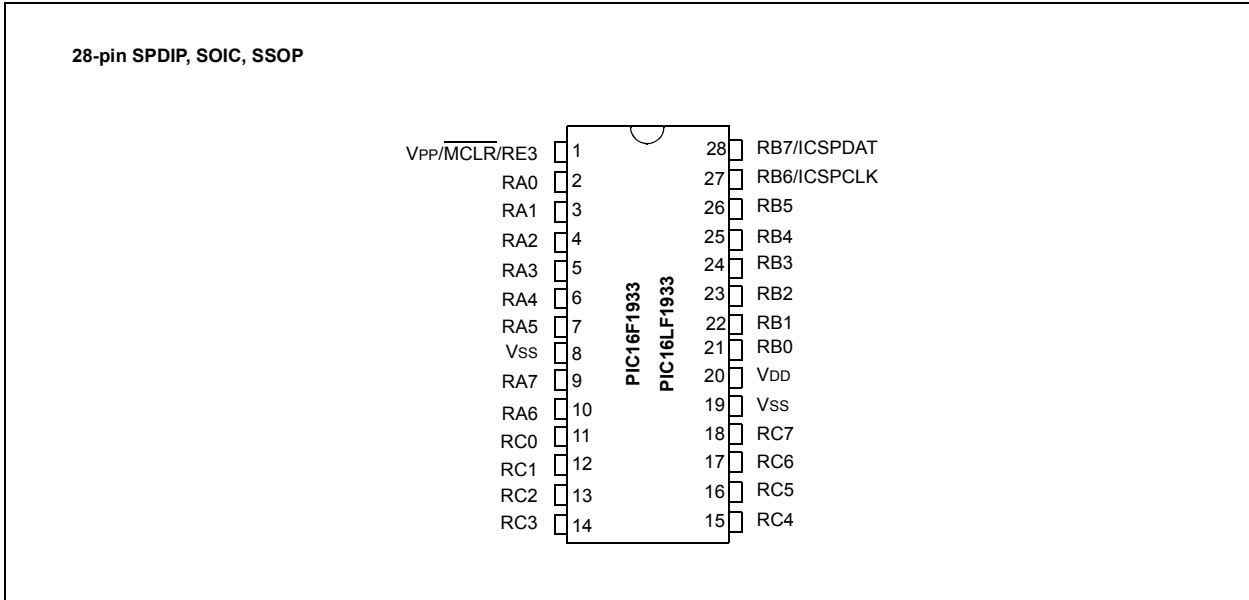 28-pin SPDIP, SOIC, SSOP
VPP/MCLR/RE3 1 28 RB7/ICSPDAT
RA0 2 27 RB6/ICSPCLK
RA1 3 26 RB5
RA2 4 25 RB4
RA3 5 24 RB3
RA4 6 23 RB2
RA5 7 22 RB1
VSS 8 21 RB0
RA7 9 20 VDD
RA6 10 19 VSS
RC0 11 18 RC7
RC1 12 17 RC6
RC2 13 16 RC5
RC3 14 15 RC4
PIC16F1933
PIC16LF1933